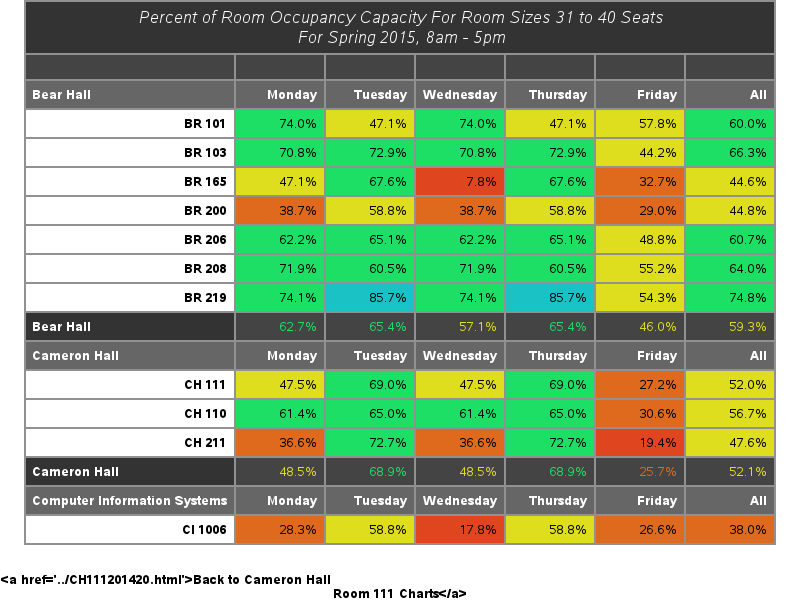 Percent of Room Occupancy Capacity For Room Sizes 31 to 40 Seats
For Spring 2015, 8am - 5pm
Bear Hall Monday Tuesday Wednesday Thursday Friday All
BR 101 74.0% 47.1% 74.0% 47.1% 57.8% 60.0%
BR 103 70.8% 72.9% 70.8% 72.9% 44.2% 66.3%
BR 165 47.1% 67.6% 7.8% 67.6% 32.7% 44.6%
BR 200 38.7% 58.8% 38.7% 58.8% 29.0% 44.8%
BR 206 62.2% 65.1% 62.2% 65.1% 48.8% 60.7%
BR 208 71.9% 60.5% 71.9% 60.5% 55.2% 64.0%
BR 219 74.1% 85.7% 74.1% 85.7% 54.3% 74.8%
Bear Hall 62.7% 65.4% 57.1% 65.4% 46.0% 59.3%
Cameron Hall Monday Tuesday Wednesday Thursday Friday All
CH 111 47.5% 69.0% 47.5% 69.0% 27.2% 52.0%
CH 110 61.4% 65.0% 61.4% 65.0% 30.6% 56.7%
CH 211 36.6% 72.7% 36.6% 72.7% 19.4% 47.6%
Cameron Hall 48.5% 68.9% 48.5% 68.9% 25.7% 52.1%
Computer Information Systems Monday Tuesday Wednesday Thursday Friday All
CI 1006 28.3% 58.8% 17.8% 58.8% 26.6% 38.0%
<a href='../CH111201420.html'>Back to Cameron Hall
Room 111 Charts</a>